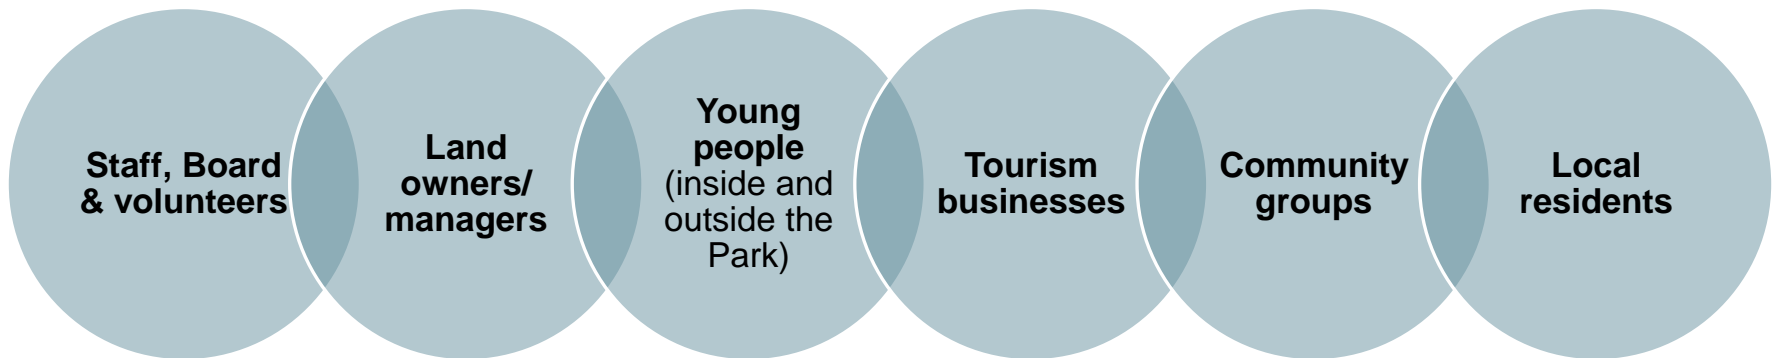 Staff, Board
& volunteers
Land
owners/
managers
Young
people
(inside and
outside the
Park)
Tourism
businesses
Community
groups
Local
residents